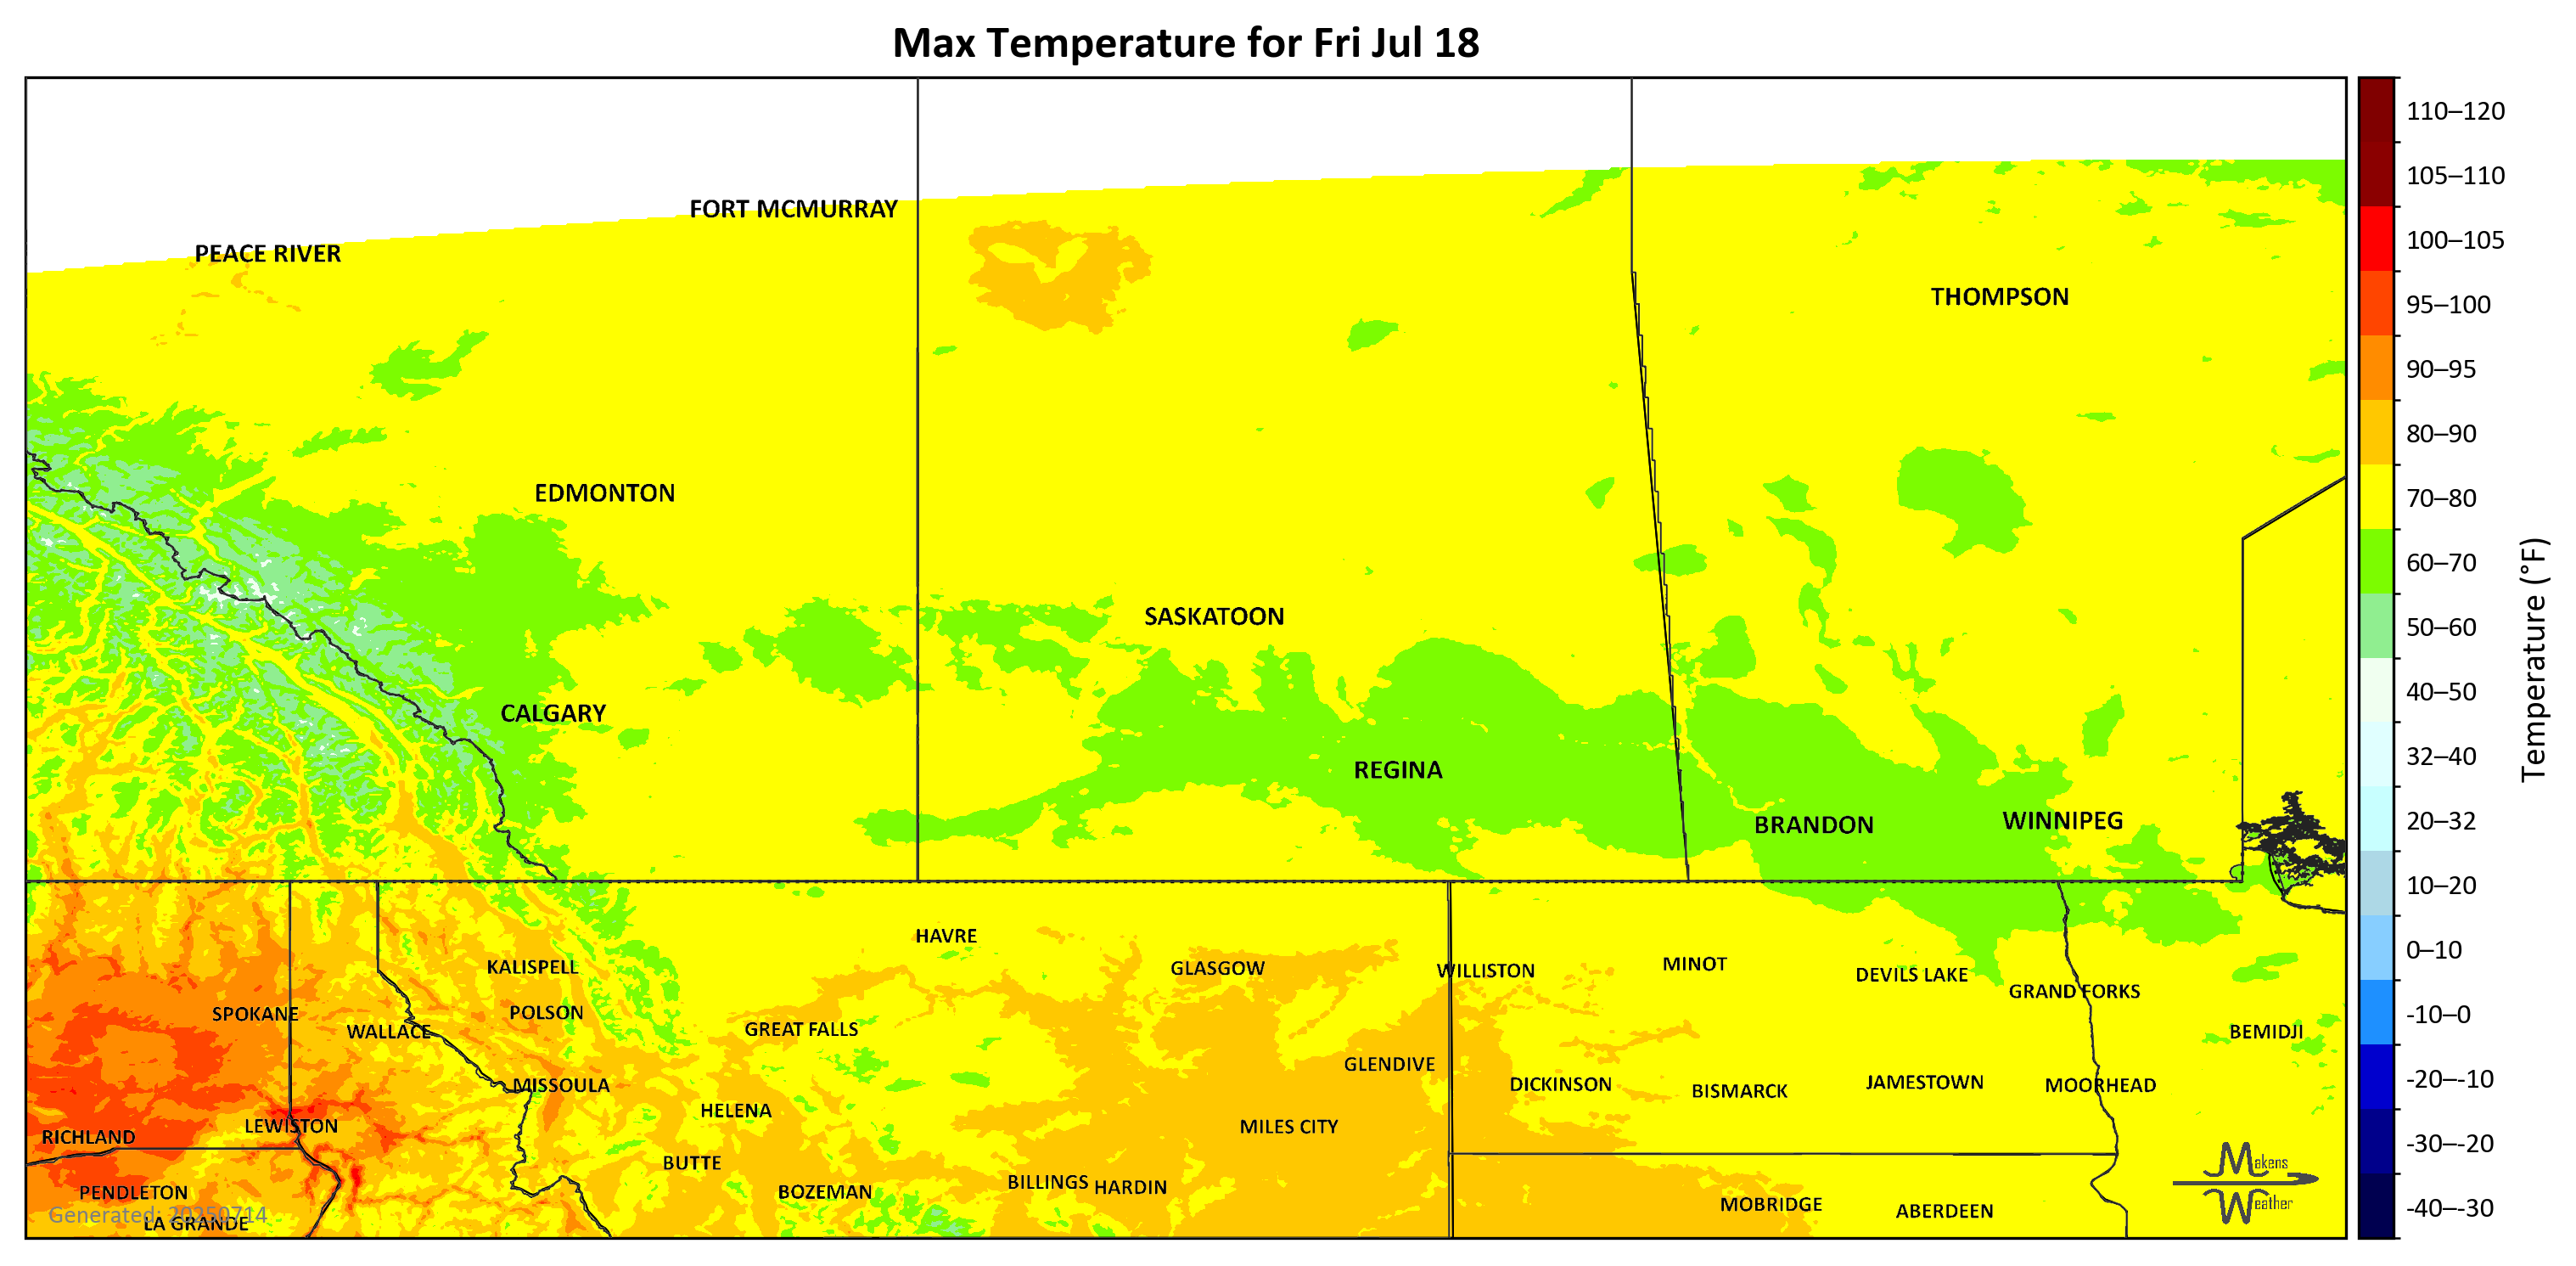 Max Temperature for Fri Jul 18
FORT MCMURRAY
PEACE RIVER
THOMPSON
EDMONTON
SASKATOON
CALGARY
REGINA
BRANDON
WINNIPEG
HAVRE
KALISPELL
GLASGOW
WILLISTON
MINOT
DEVILS LAKE
GRAND FORKS
SPOKANE
POLSON
WALLACE
GREAT FALLS
BEMIDJI
GLENDIVE
MISSOULA
DICKINSON
BISMARCK
JAMESTOWN
MOORHEAD
HELENA
LEWISTON
MILES CITY
RICHLAND
BUTTE
PENDLETON
BOZEMAN
BILLINGS
HARDIN
MOBRIDGE
ABERDEEN
Generated: 20250714
LA GRANDE
Makens
Weather
110–120
105–110
100–105
95–100
90–95
80–90
70–80
60–70
50–60
40–50
32–40
20–32
10–20
0–10
-10–0
-20–-10
-30–-20
-40–-30
Temperature (°F)